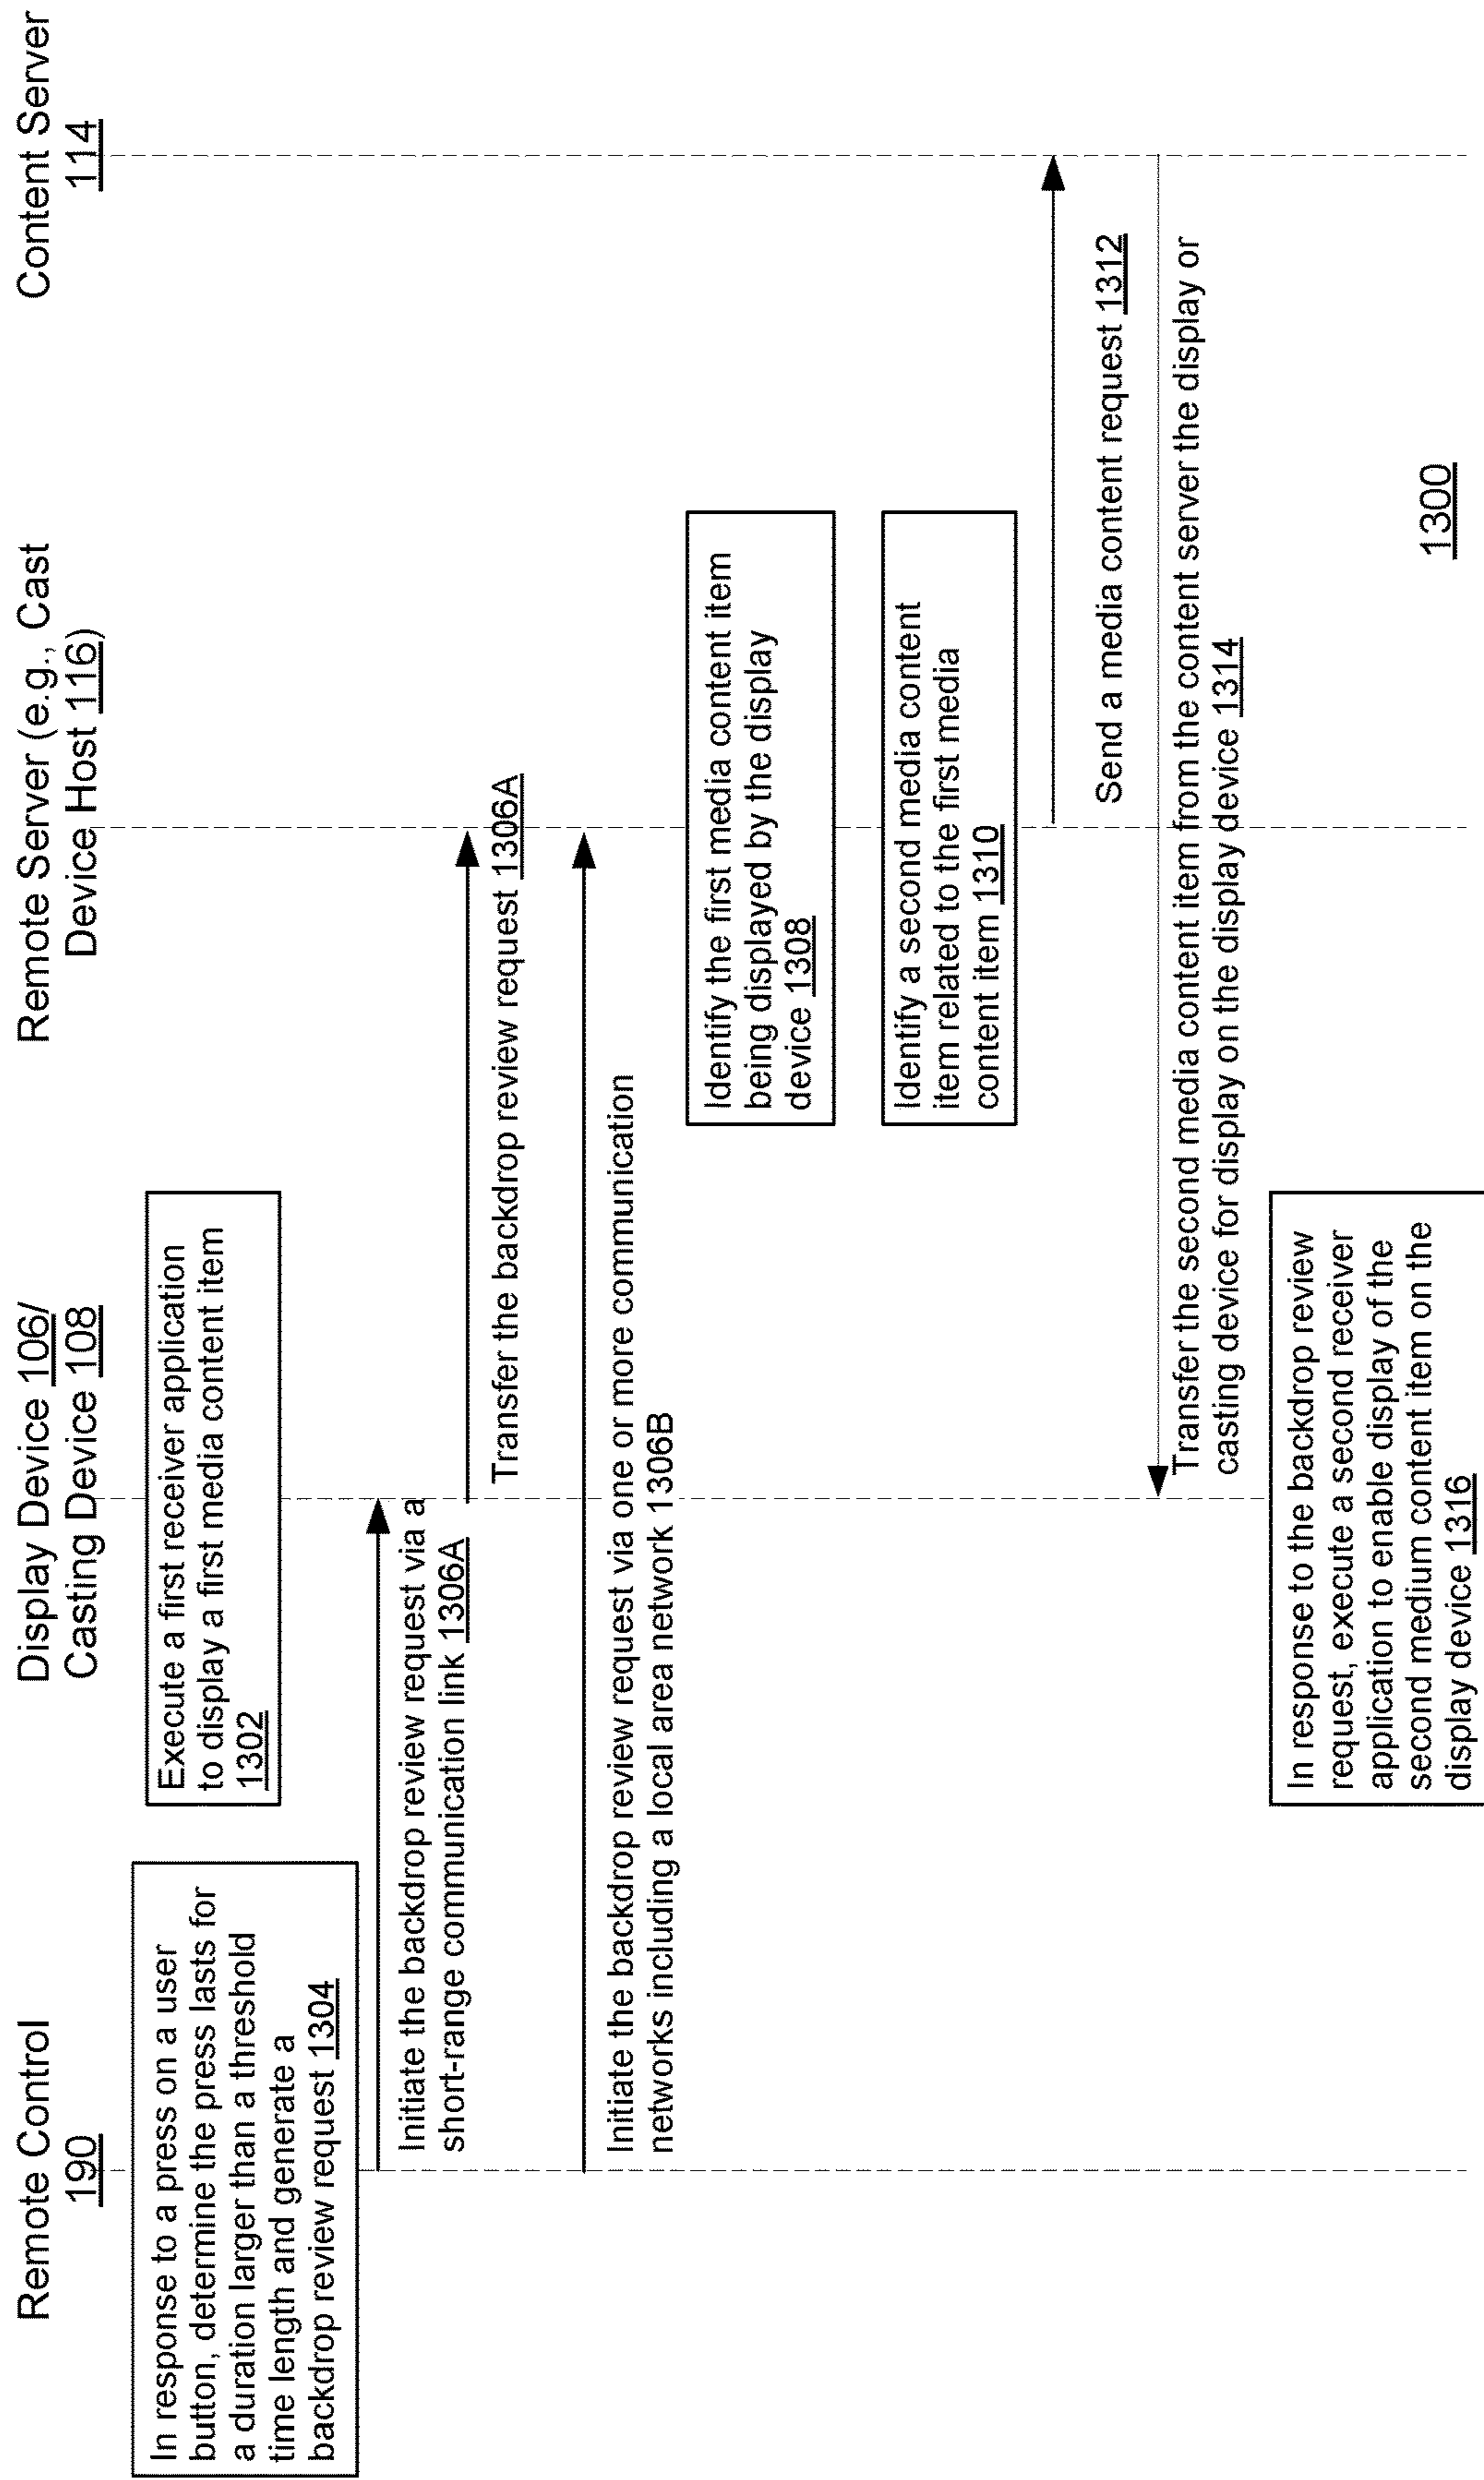 Remote Control
190
Display Device 106/
Casting Device 108
Remote Server (e.g., Cast
Device Host 116)
Content Server
114
In response to a press on a user
button, determine the press lasts for
a duration larger than a threshold
time length and generate a
backdrop review request 1304
Execute a first receiver application
to display a first media content item
1302
Initiate the backdrop review request via a
short-range communication link 1306A
Transfer the backdrop review request 1306A
Initiate the backdrop review request via one or more communication
networks including a local area network 1306B
Identify the first media content item
being displayed by the display
device 1308
Identify a second media content
item related to the first media
content item 1310
Send a media content request 1312
Transfer the second media content item from the content server the display or
casting device for display on the display device 1314
In response to the backdrop review
request, execute a second receiver
application to enable display of the
second medium content item on the
display device 1316
1300